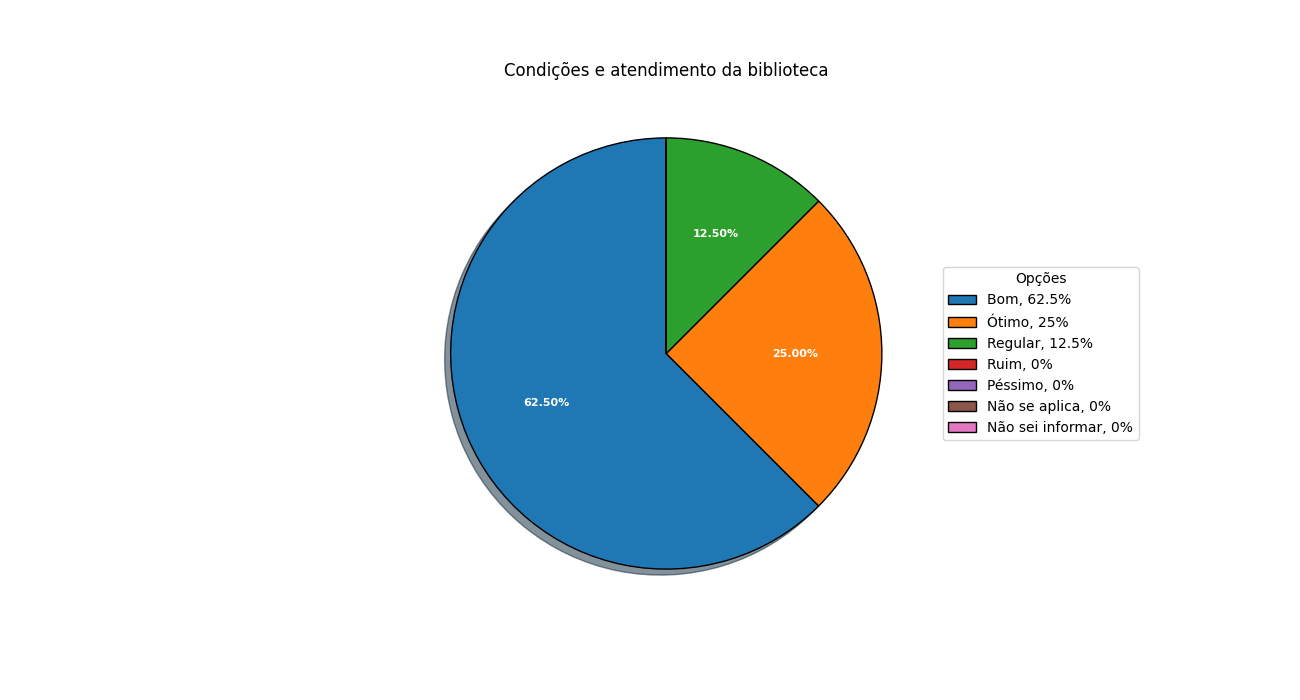 Condições e atendimento da biblioteca
12.50%
25.00%
62.50%
Opções
Bom, 62.5%
Ótimo, 25%
Regular, 12.5%
Ruim, 0%
Péssimo, 0%
Não se aplica, 0%
Não sei informar, 0%